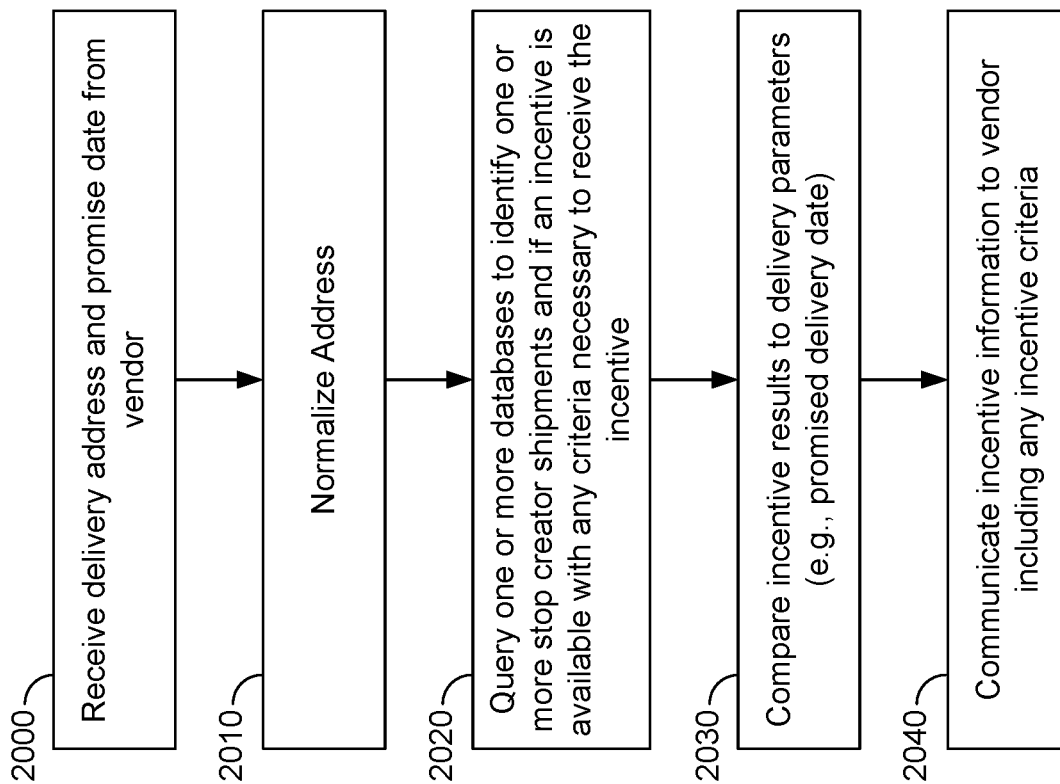 2000
Receive delivery address and promise date from
vendor
2010
Normalize Address
2020
Query one or more databases to identify one or
more stop creator shipments and if an incentive is
available with any criteria necessary to receive the
incentive
2030
Compare incentive results to delivery parameters
(e.g., promised delivery date)
2040
Communicate incentive information to vendor
including any incentive criteria